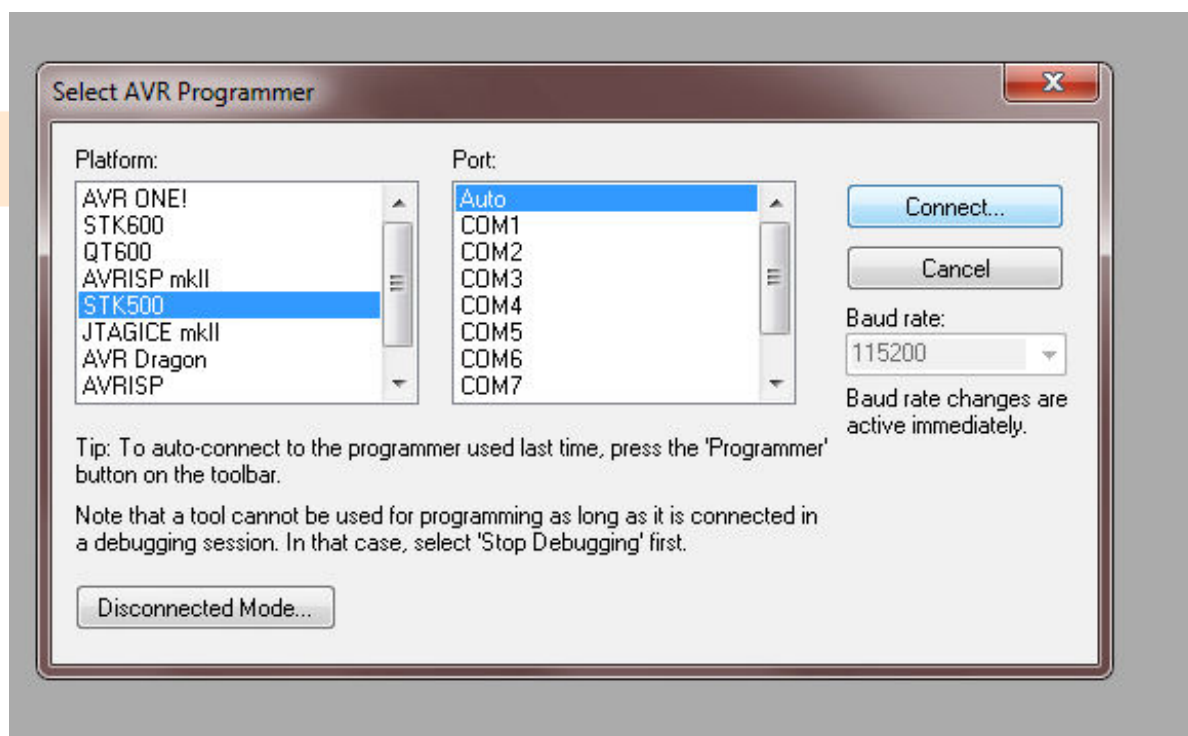 Select AVR Programmer
Platform:
AVR ONE!
STK600
QT600
AVRISP mkII
STK500
JTAGICE mkII
AVR Dragon
AVRISP
Port:
Auto
COM1
COM2
COM3
COM4
COM5
COM6
COM7
Connect...
Cancel
Baud rate:
115200
Baud rate changes are
active immediately.
Tip: To auto-connect to the programmer used last time, press the 'Programmer'
button on the toolbar.
Note that a tool cannot be used for programming as long as it is connected in
a debugging session. In that case, select 'Stop Debugging' first.
Disconnected Mode...